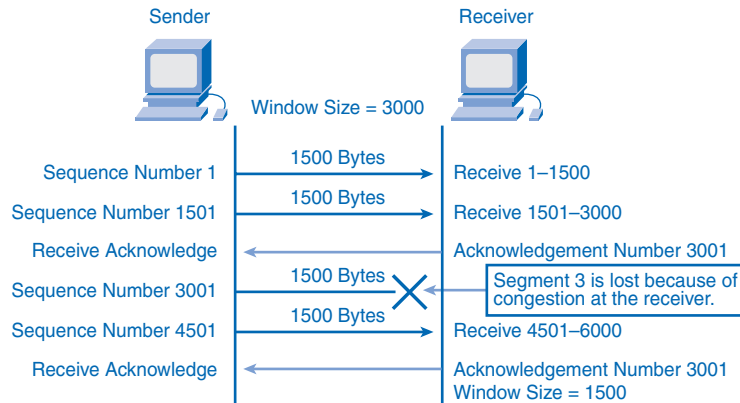 Sender
Receiver
Window Size = 3000
1500 Bytes
Sequence Number 1
Receive 1–1500
1500 Bytes
Sequence Number 1501
Receive 1501–3000
Receive Acknowledge
Acknowledgement Number 3001
1500 Bytes
Sequence Number 3001
Segment 3 is lost because of
congestion at the receiver.
1500 Bytes
Sequence Number 4501
Receive 4501–6000
Receive Acknowledge
Acknowledgement Number 3001
Window Size = 1500